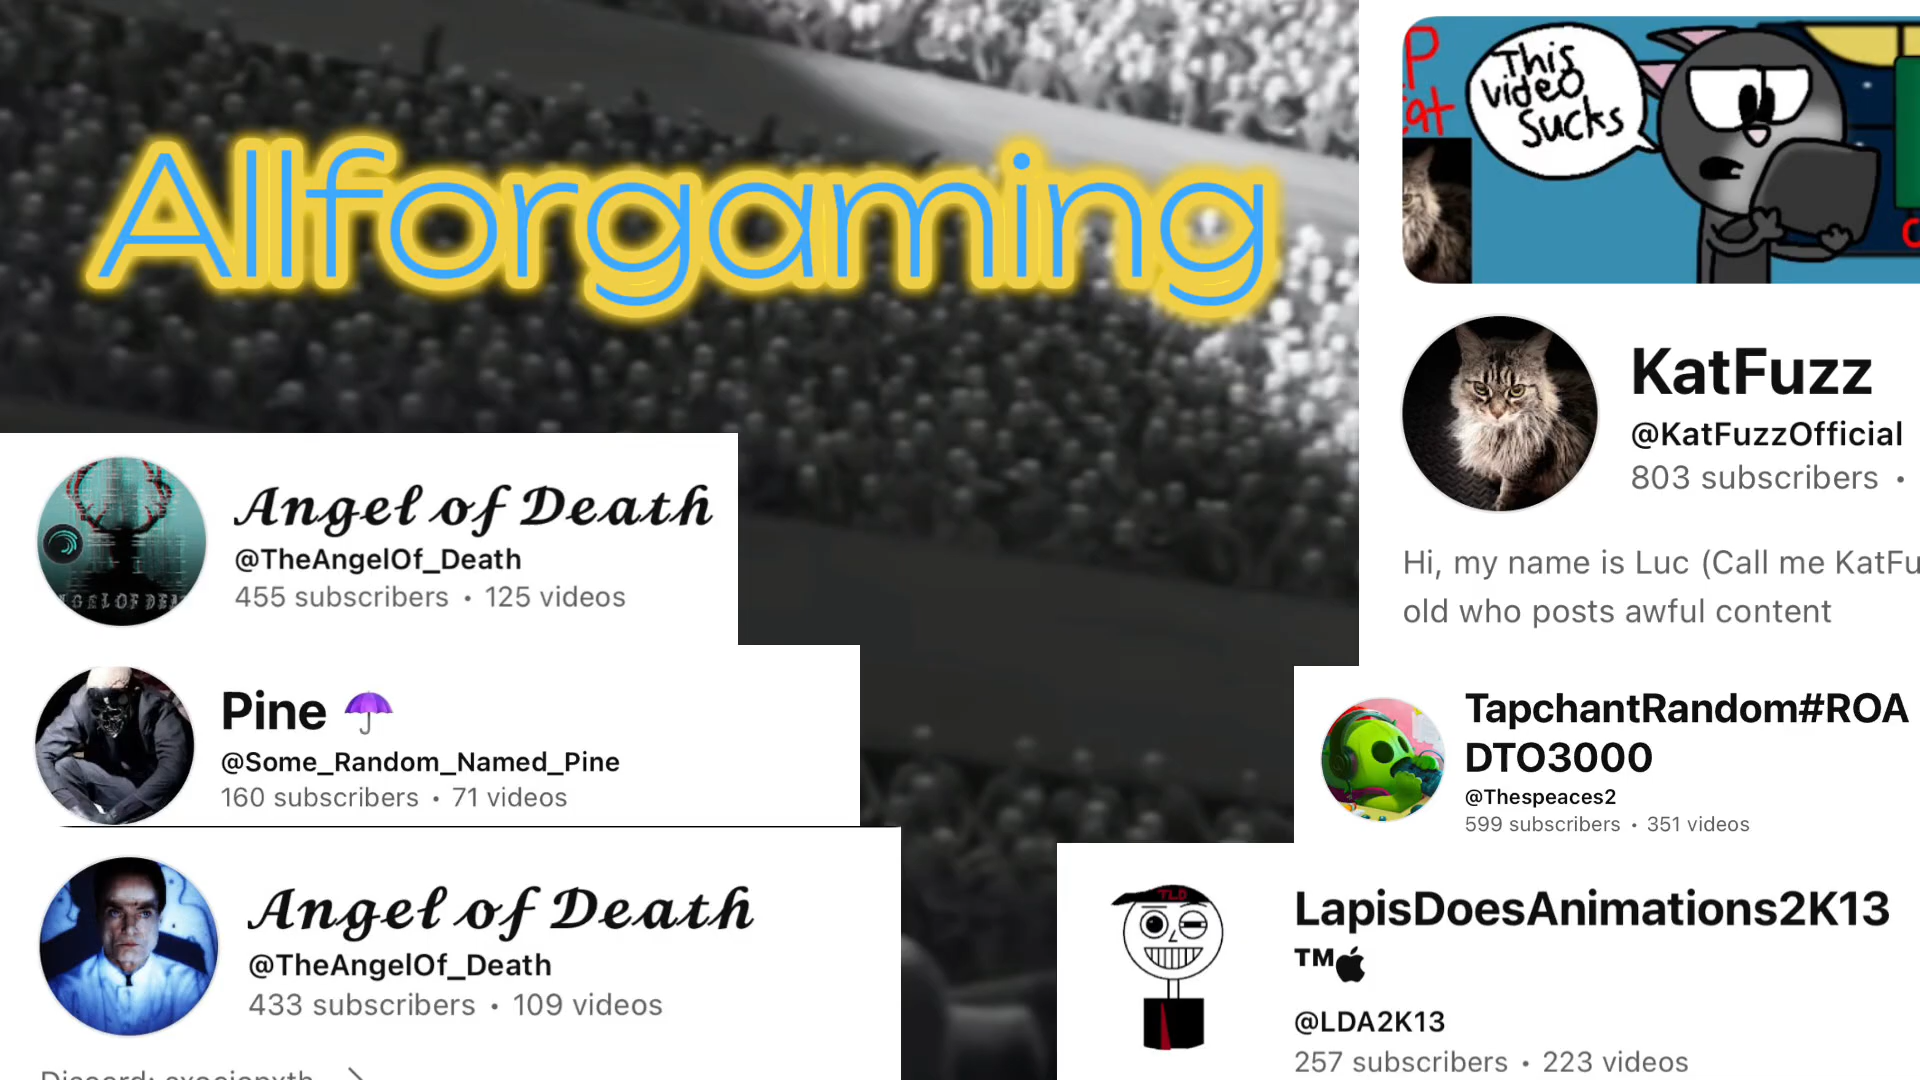 Allforgaming
Angel of Death
@TheAngelOf_Death
455 subscribers • 125 videos
Pine ☂
@Some_Random_Named_Pine
160 subscribers • 71 videos
Angel of Death
@TheAngelOf_Death
433 subscribers • 109 videos
This
video
Sucks
KatFuzz
@KatFuzzOfficial
803 subscribers •
Hi, my name is Luc (Call me KatFu
old who posts awful content
TapchantRandom#ROA
DTO3000
@Thespeaces2
599 subscribers • 351 videos
TLD
LapisDoesAnimations2K13
™
@LDA2K13
257 subscribers • 223 videos